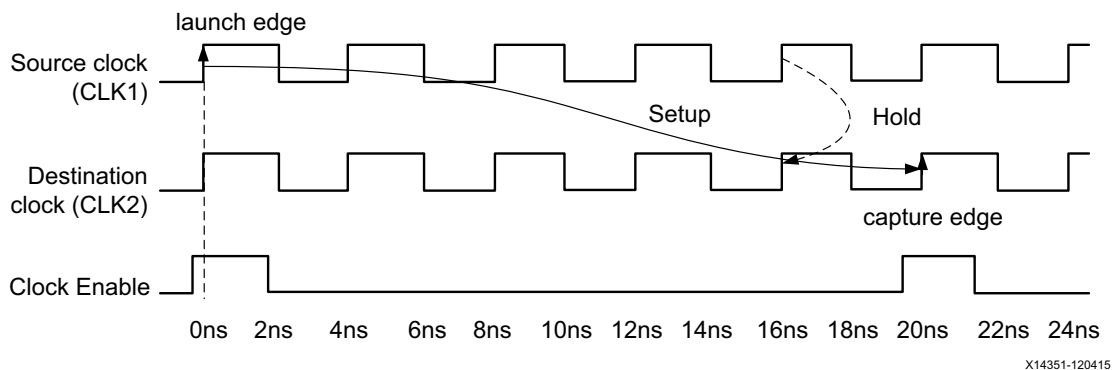 launch edge
Source clock
(CLK1)
Setup
Hold
Destination
clock (CLK2)
capture edge
Clock Enable
0ns 2ns 4ns 6ns 8ns 10ns 12ns 14ns 16ns 18ns 20ns 22ns 24ns
X14351-120415